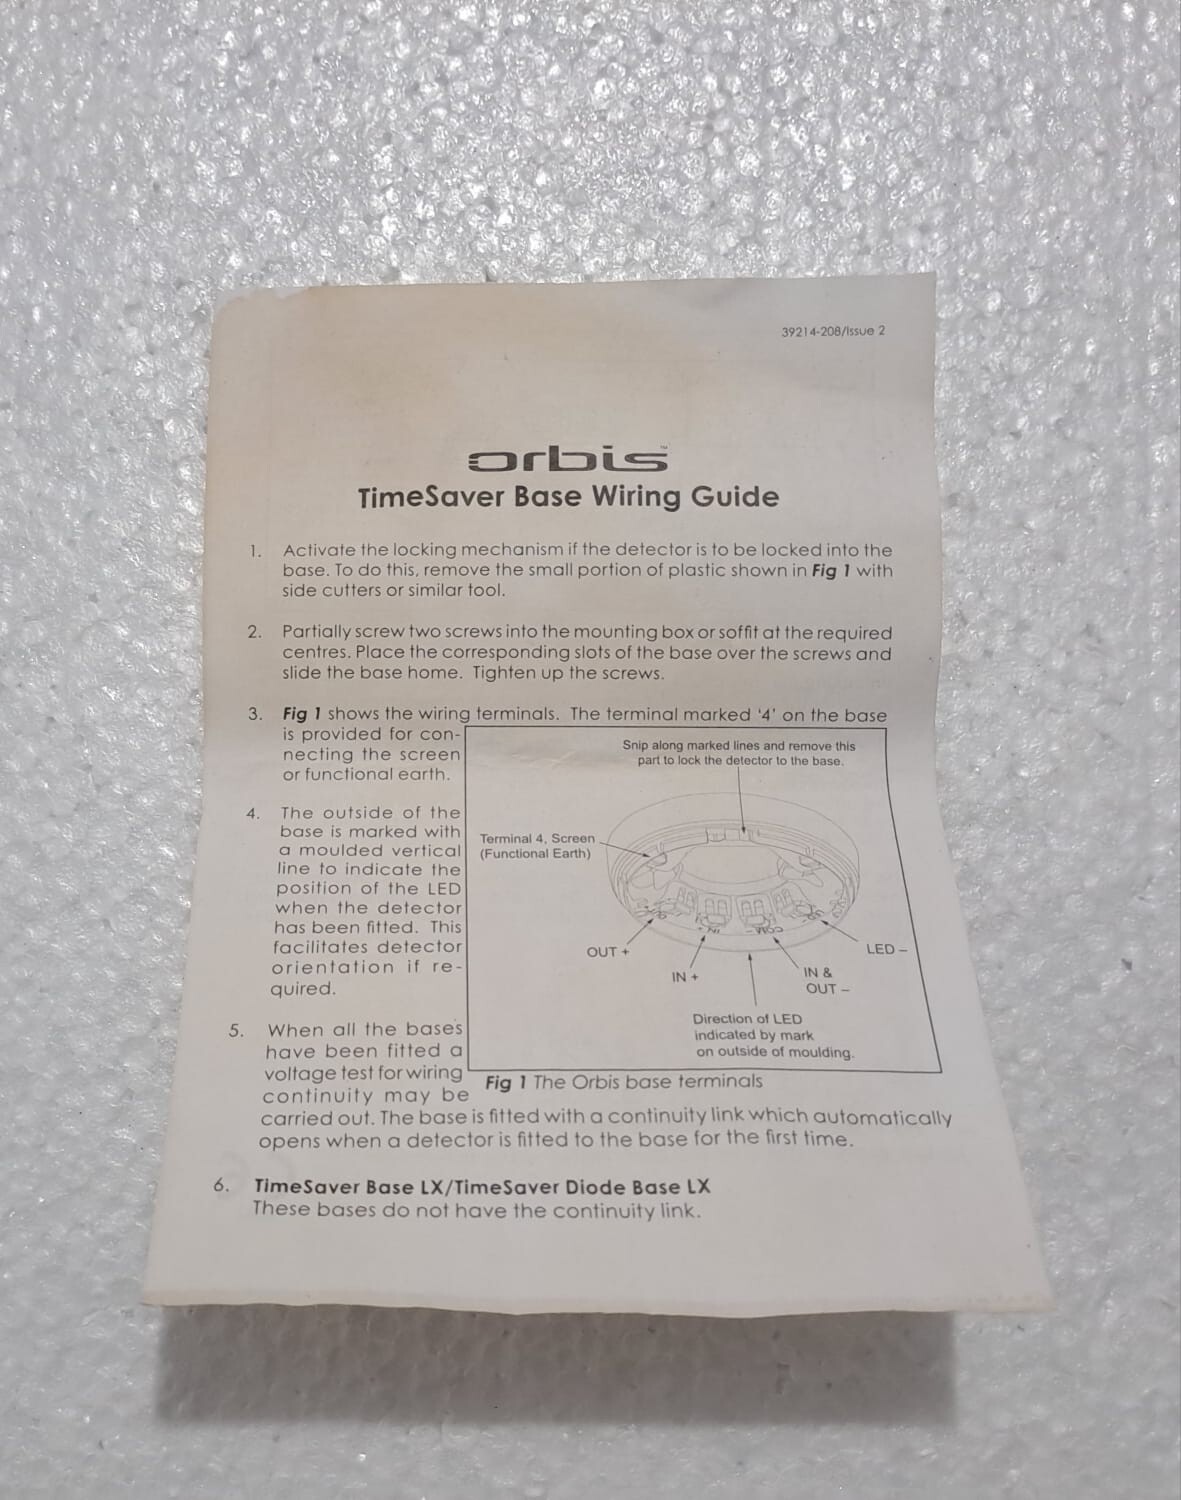 39214-208/Issue 2
orbis™
TimeSaver Base Wiring Guide
1. Activate the locking mechanism if the detector is to be locked into the
base. To do this, remove the small portion of plastic shown in Fig 1 with
side cutters or similar tool.
2. Partially screw two screws into the mounting box or soffit at the required
centres. Place the corresponding slots of the base over the screws and
slide the base home. Tighten up the screws.
3. Fig 1 shows the wiring terminals. The terminal marked '4' on the base
is provided for con-
necting the screen
or functional earth.
4. The outside of the
base is marked with
a moulded vertical
line to indicate the
position of the LED
when the detector
has been fitted. This
facilitates detector
orientation if re-
quired.
Snip along marked lines and remove this
part to lock the detector to the base.
Terminal 4, Screen
(Functional Earth)
IN +
COM –
OUT +
IN +
IN &
OUT –
LED –
Direction of LED
indicated by mark
on outside of moulding.
Fig 1 The Orbis base terminals
5. When all the bases
have been fitted a
voltage test for wiring
continuity may be
carried out. The base is fitted with a continuity link which automatically
opens when a detector is fitted to the base for the first time.
6. TimeSaver Base LX/TimeSaver Diode Base LX
These bases do not have the continuity link.